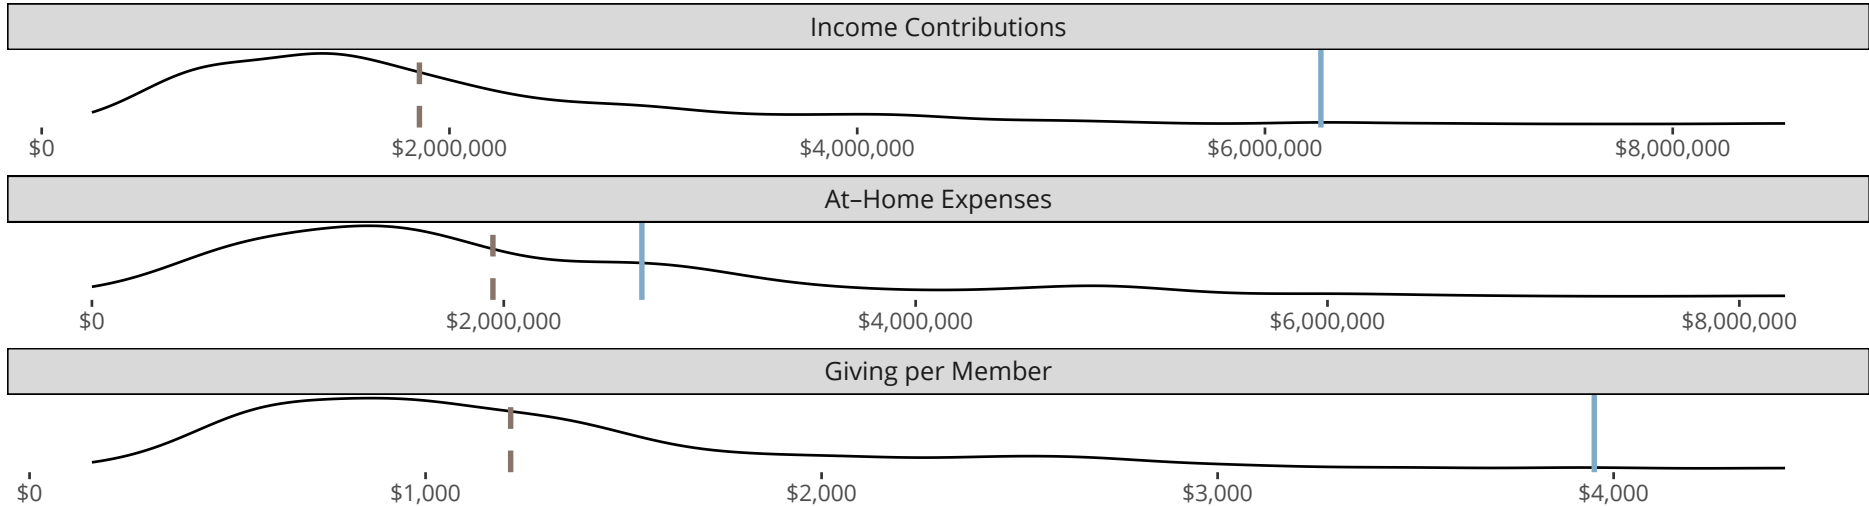 Income Contributions
$0 $2,000,000 $4,000,000 $6,000,000 $8,000,000
At–Home Expenses
$0 $2,000,000 $4,000,000 $6,000,000 $8,000,000
Giving per Member
$0 $1,000 $2,000 $3,000 $4,000